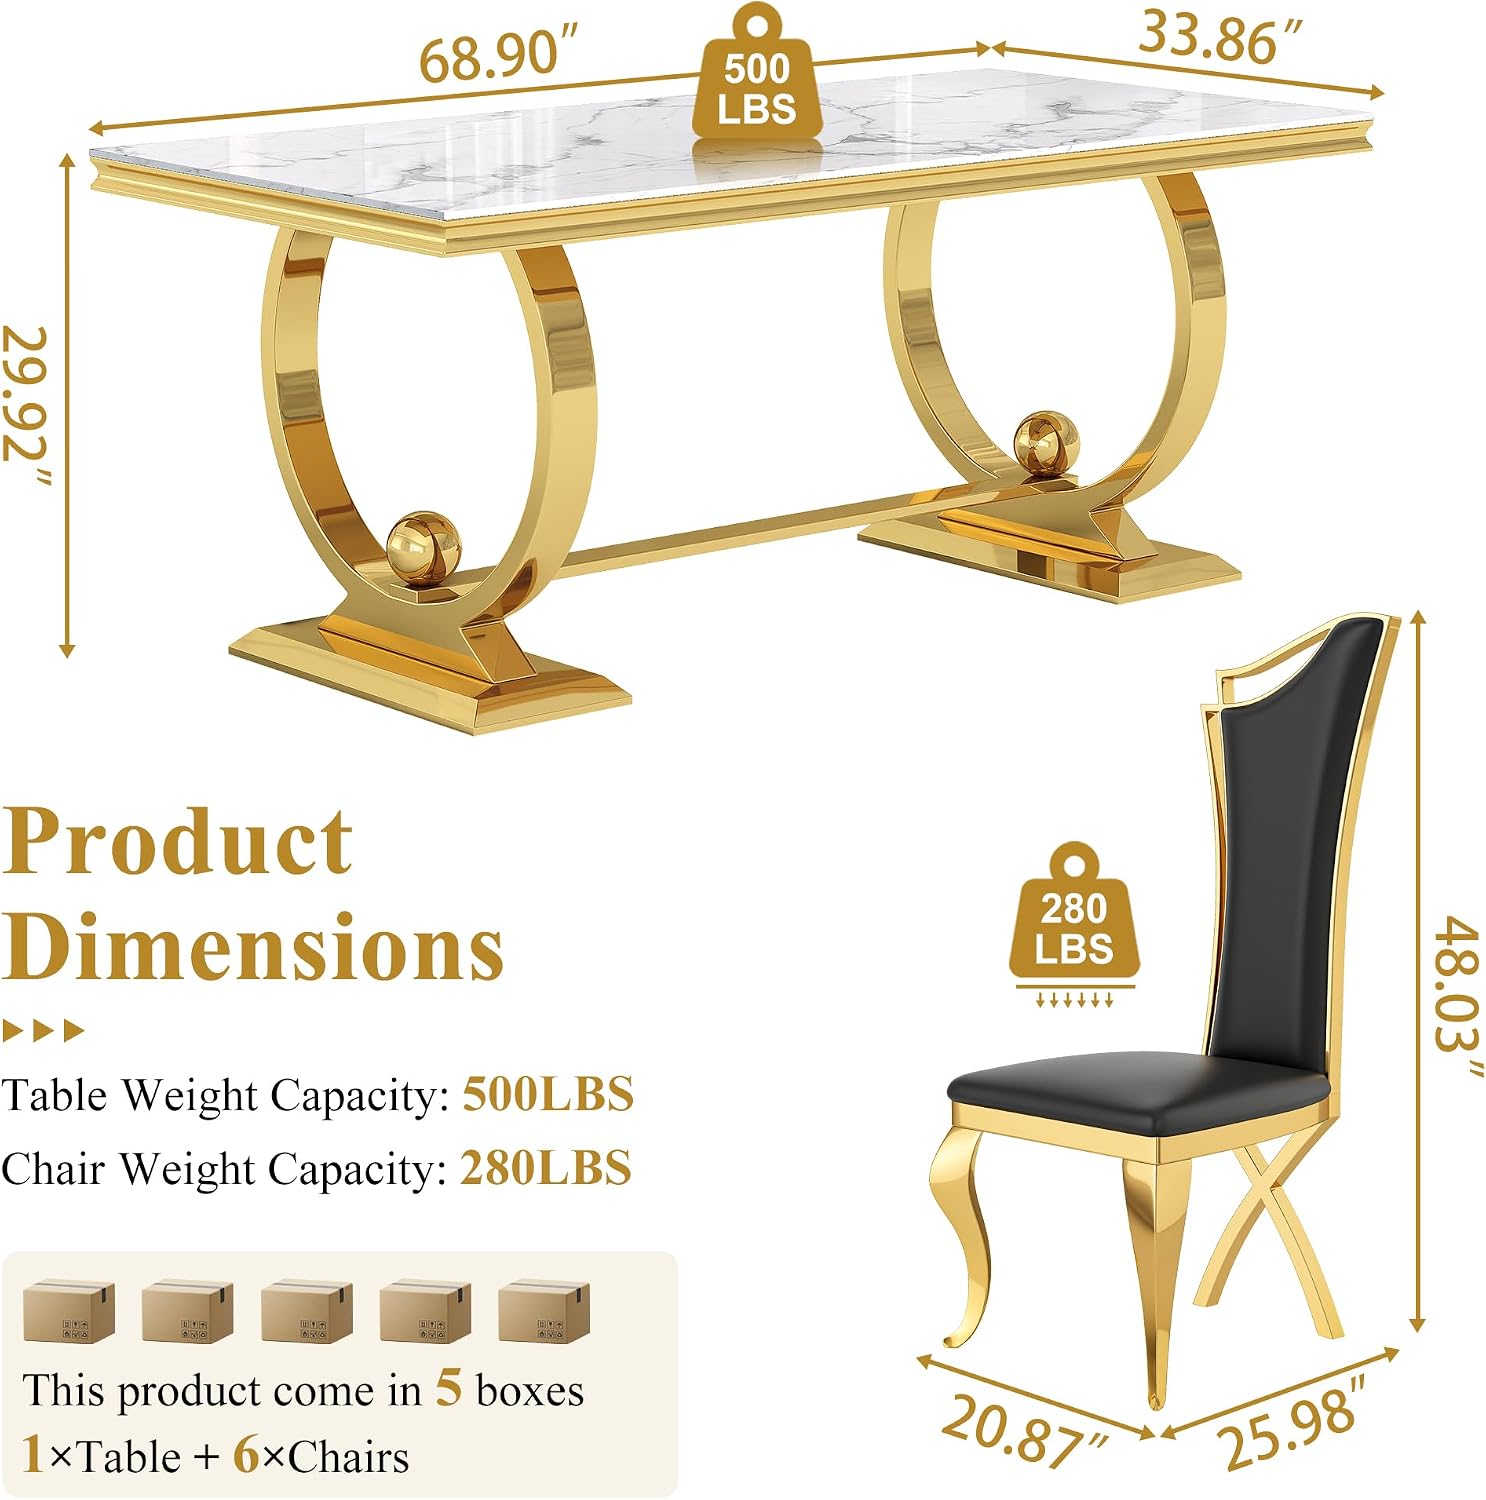 68.90″
33.86″
500
LBS
29.92″
Product
Dimensions
Table Weight Capacity: 500LBS
Chair Weight Capacity: 280LBS
280
LBS
48.03″
20.87″
25.98″
This product come in 5 boxes
1×Table + 6×Chairs